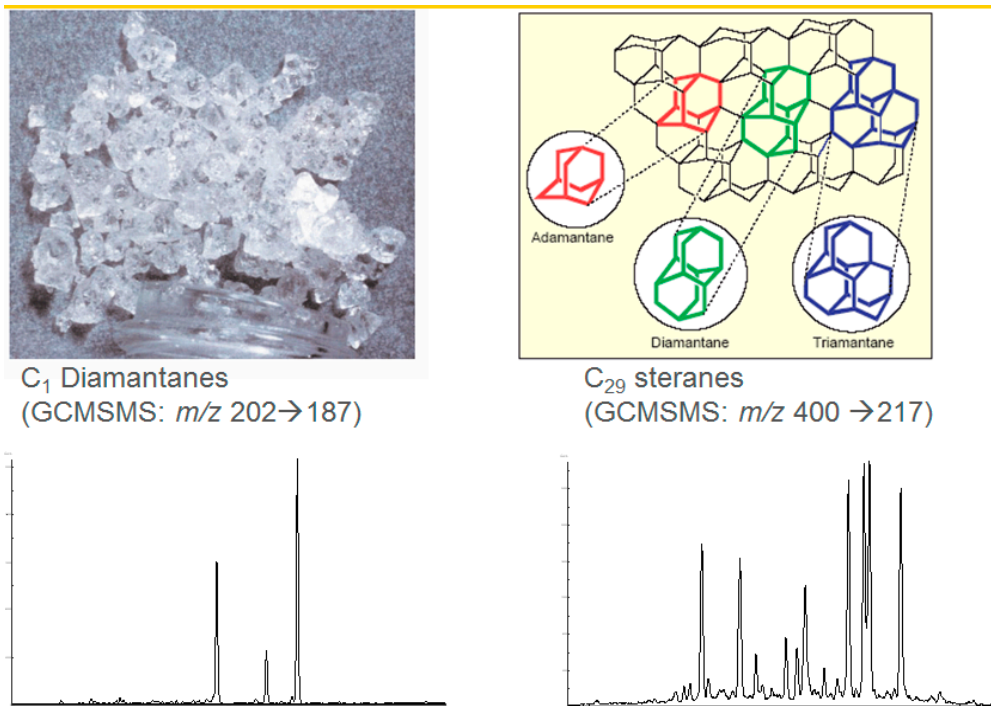 Adamantane
Diamantane
Triamantane
C₁ Diamantanes
(GCMSMS: m/z 202→187)
C₂₉ steranes
(GCMSMS: m/z 400 →217)